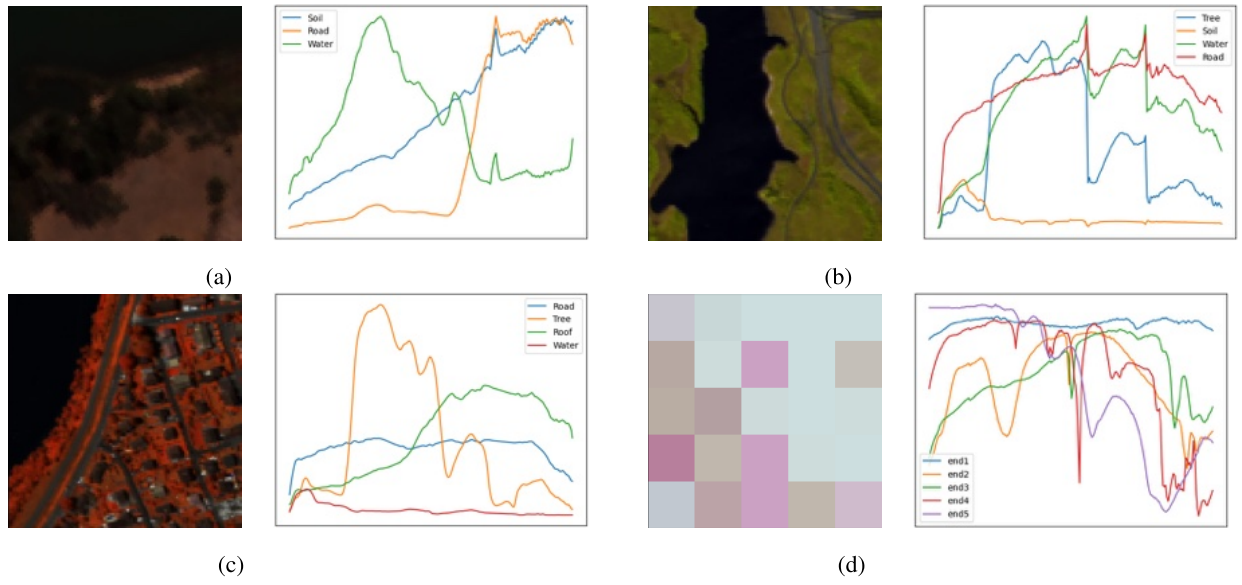 Soil
Road
Water
Tree
Soil
Water
Road
(a)
(b)
Road
Tree
Roof
Water
end1
end2
end3
end4
end5
(c)
(d)